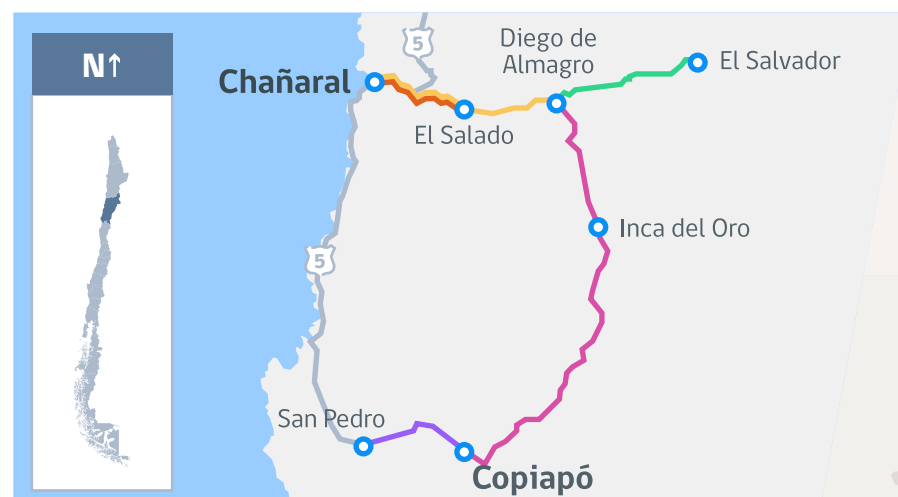 N↑
5
Diego de
Almagro
El Salvador
Chañaral
El Salado
Inca del Oro
5
San Pedro
Copiapó